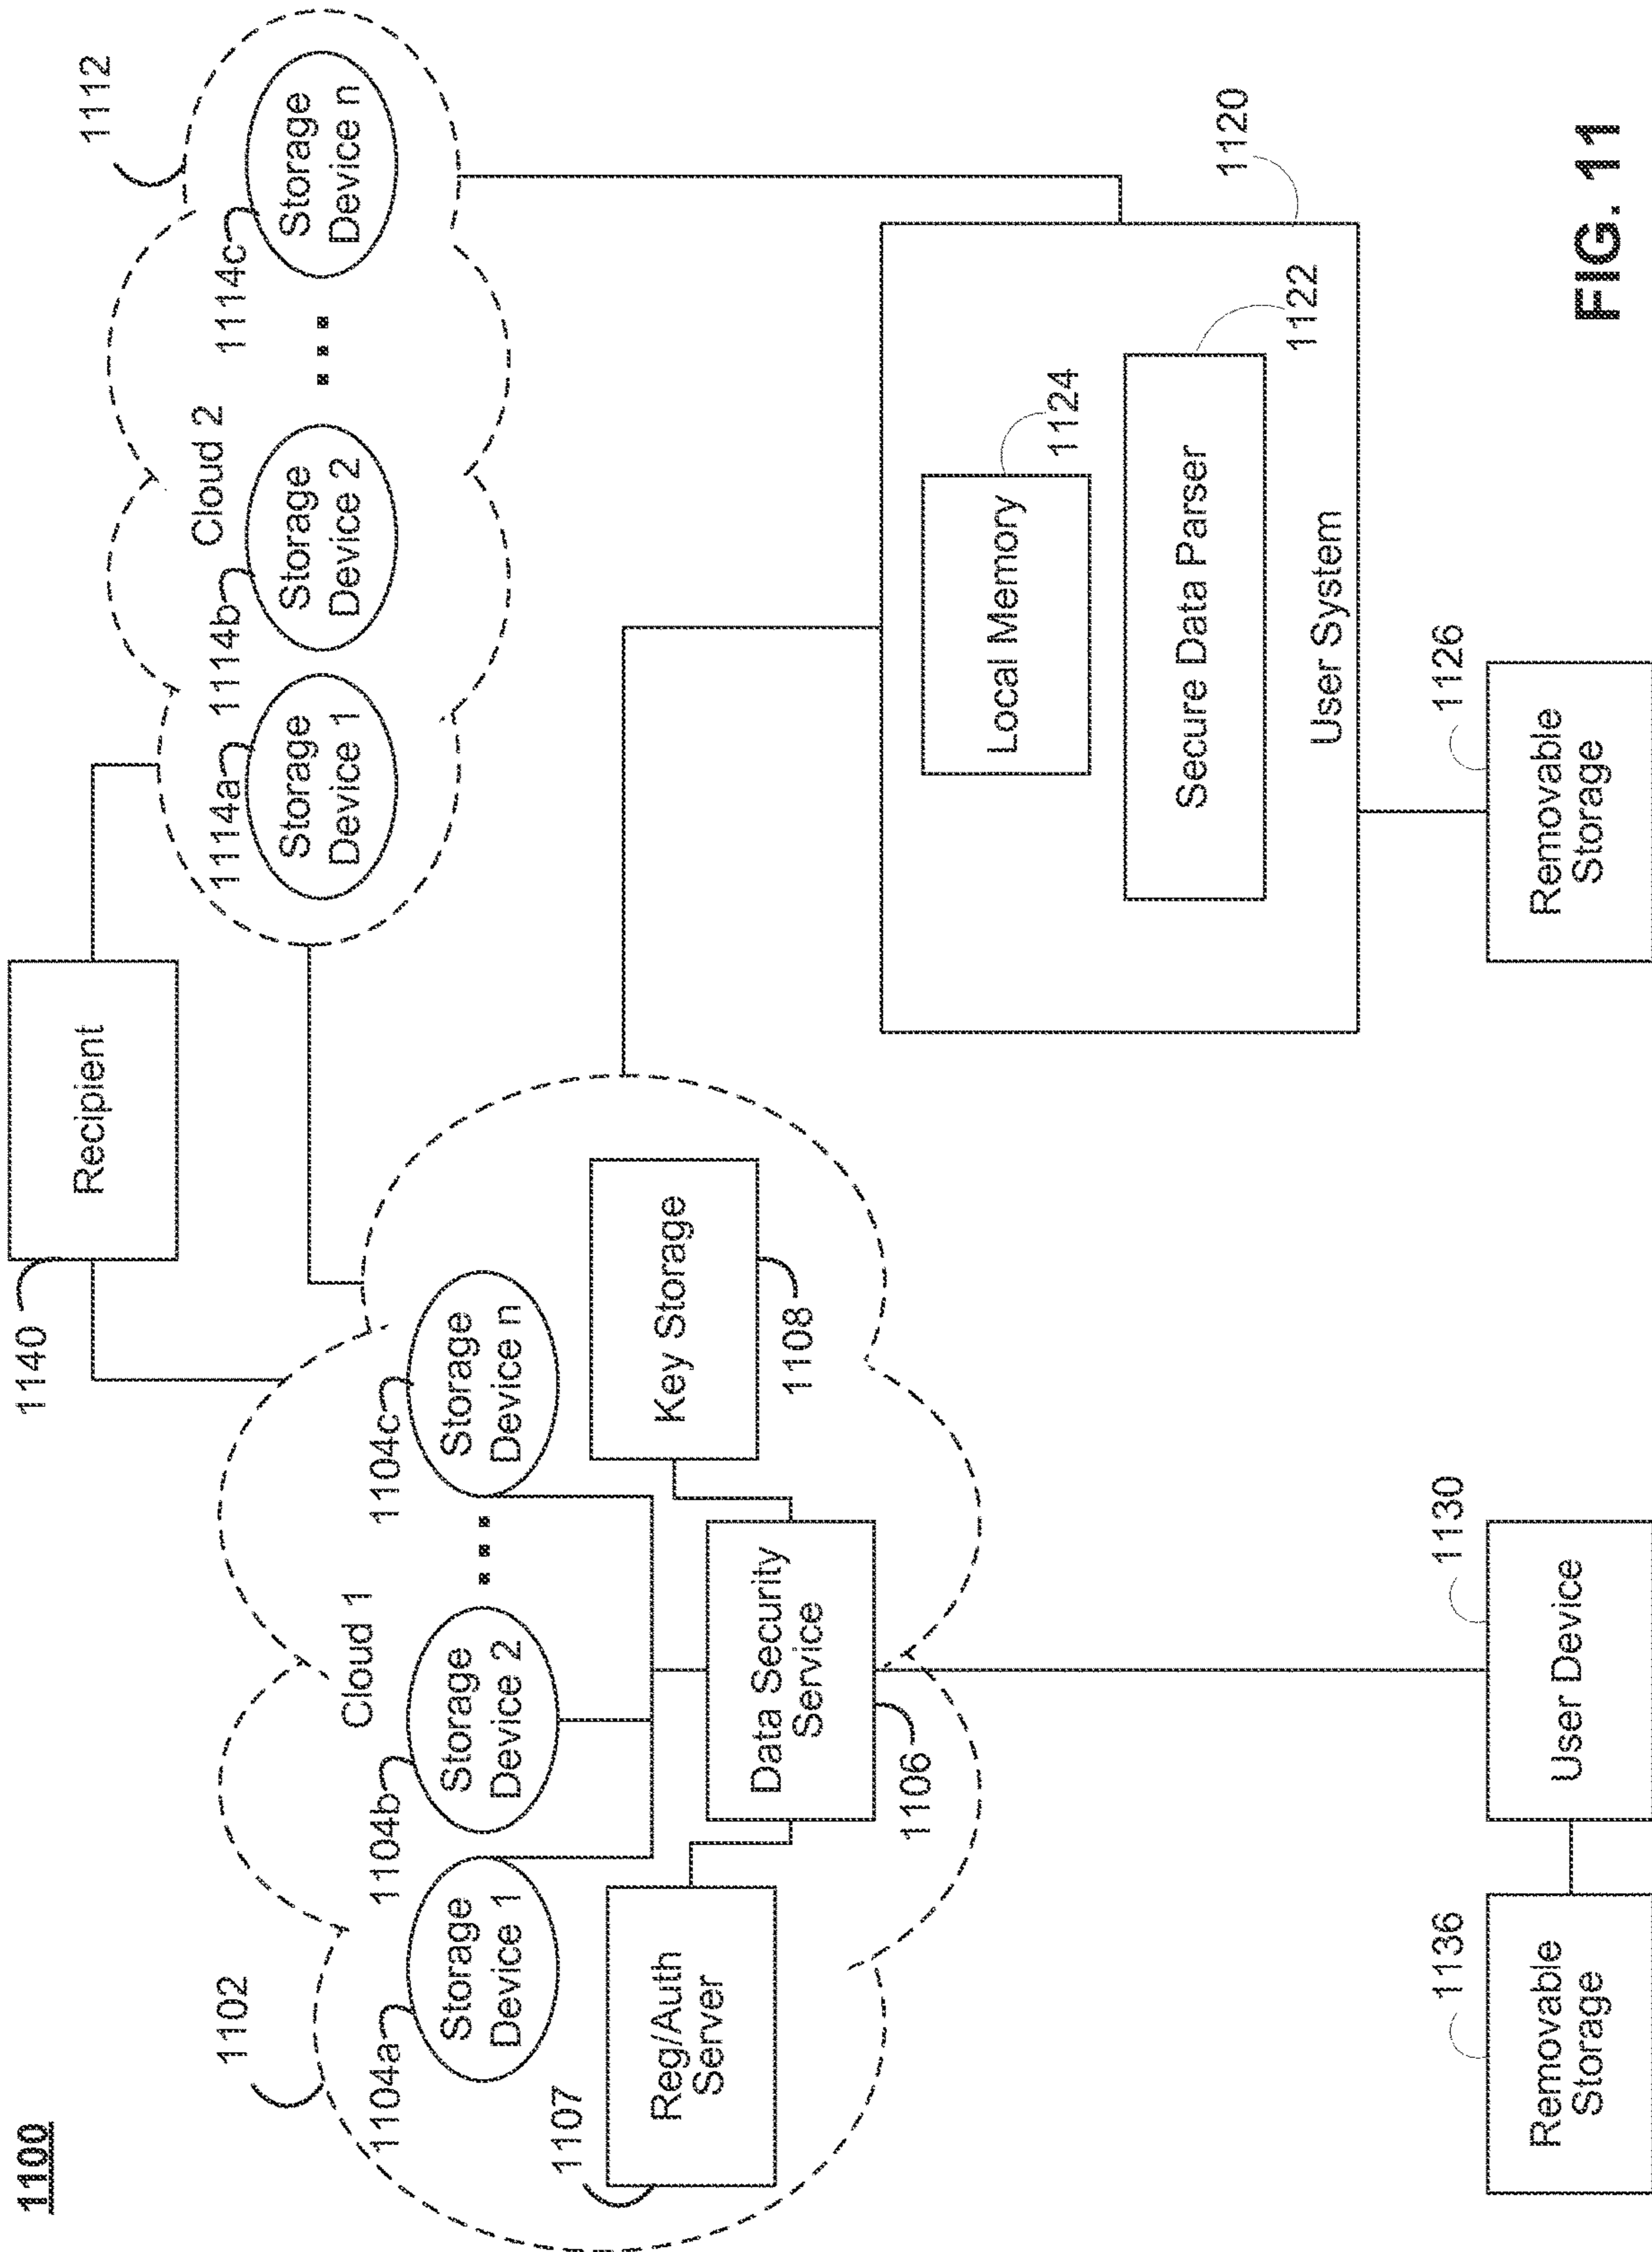 1100
1140
Recipient
1112
1102
Cloud 1
Cloud 2
1104a
1104b
1104c
1114a
1114b
1114c
Storage
Device 1
Storage
Device 2
Storage
Device n
Storage
Device 1
Storage
Device 2
Storage
Device n
1107
Reg/Auth
Server
Data Security
Service
1106
Key Storage
1108
1120
Local Memory
1124
Secure Data Parser
1122
User System
1136
Removable
Storage
1130
User Device
1126
Removable
Storage
FIG. 11